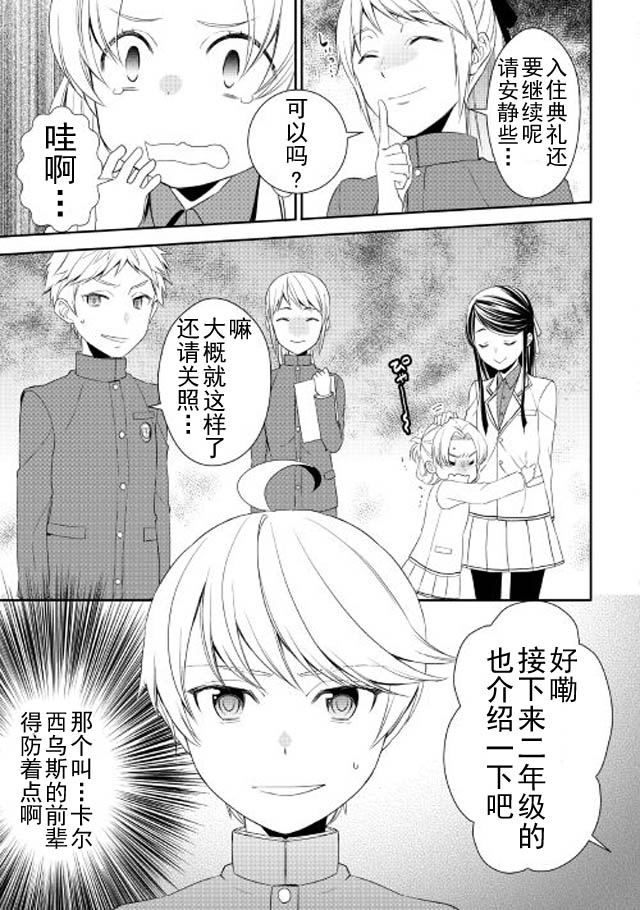 入住典礼还
要继续呢
请安静些…
可以吗?
じっ…
哇啊…
嘛
大概就这样了
还请关照…
好嘞
接下来二年级的
也介绍一下吧
那个叫…卡尔
西乌斯的前辈
得防着点啊